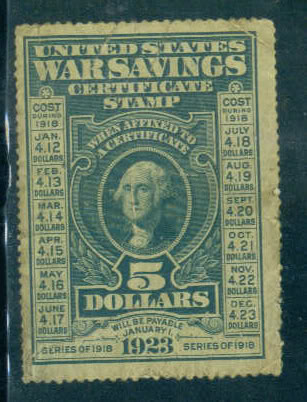 UNITED STATES
WAR SAVINGS
CERTIFICATE
STAMP
COST
DURING
1918
JAN.
4.12
DOLLARS
FEB.
4.13
DOLLARS
MAR.
4.14
DOLLARS
APR.
4.15
DOLLARS
MAY
4.16
DOLLARS
JUNE
4.17
DOLLARS
WHEN AFFIXED TO
A CERTIFICATE
COST
DURING
1918
JULY
4.18
DOLLARS
AUG.
4.19
DOLLARS
SEPT.
4.20
DOLLARS
OCT.
4.21
DOLLARS
NOV.
4.22
DOLLARS
DEC.
4.23
DOLLARS
5
DOLLARS
WILL BE PAYABLE
JANUARY 1,
1923
SERIES OF 1918
SERIES OF 1918